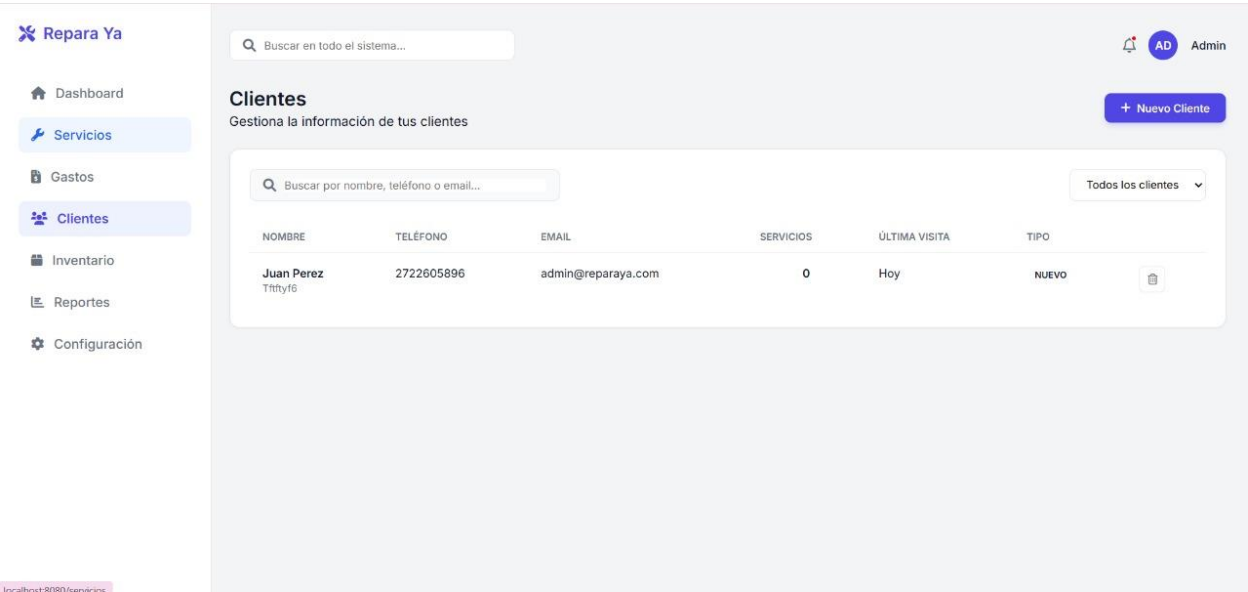 Repara Ya
Buscar en todo el sistema...
AD Admin
Dashboard
Servicios
Gastos
Clientes
Inventario
Reportes
Configuración
Clientes
Gestiona la información de tus clientes
+ Nuevo Cliente
Buscar por nombre, teléfono o email...
Todos los clientes
NOMBRE TELÉFONO EMAIL SERVICIOS ÚLTIMA VISITA TIPO
Juan Perez 2722605896 admin@reparaya.com 0 Hoy NUEVO
Tftftyf6
localhost:8080/servicios